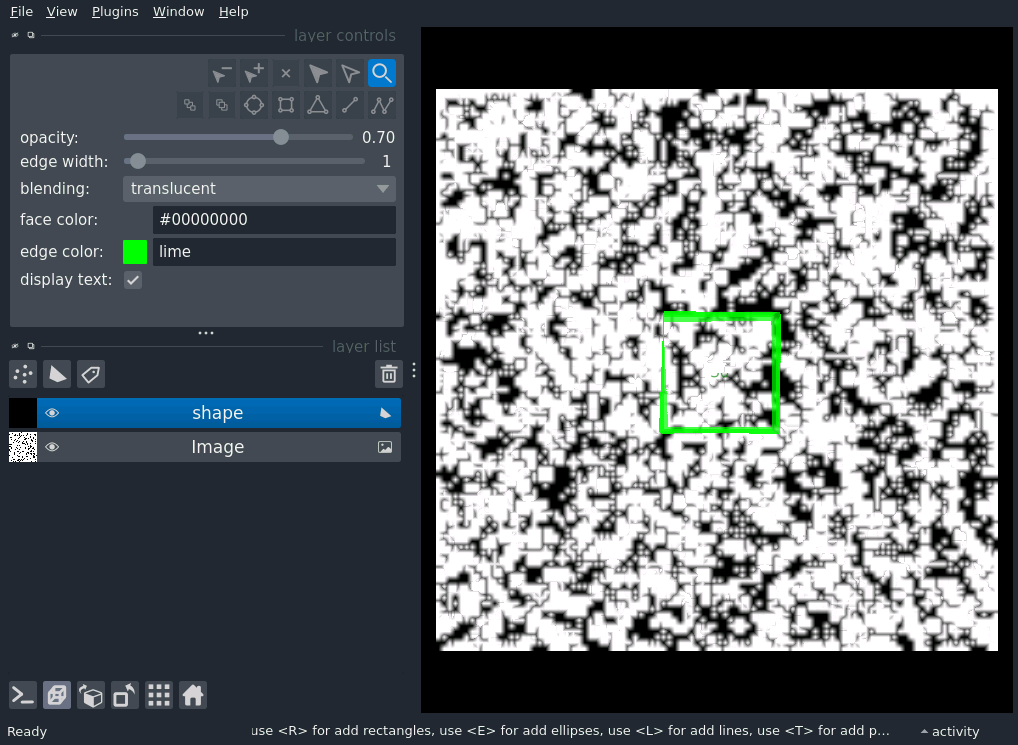 File View Plugins Window Help
layer controls
opacity: 0.70
edge width: 1
blending: translucent
face color: #00000000
edge color: lime
display text:
layer list
shape
Image
Ready use <R> for add rectangles, use <E> for add ellipses, use <L> for add lines, use <T> for add p... activity